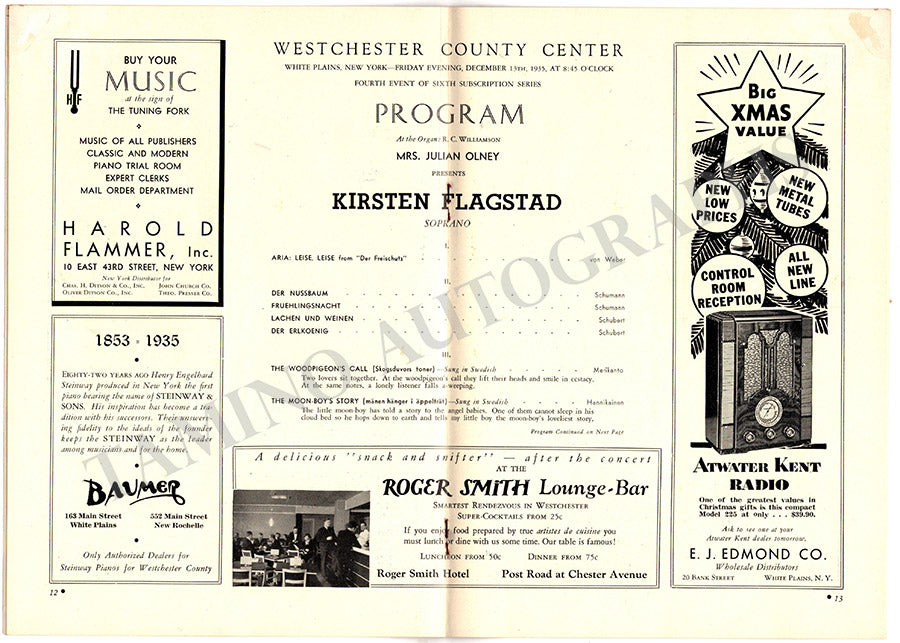 BUY YOUR
MUSIC
at the sign of
THE TUNING FORK
H F
MUSIC OF ALL PUBLISHERS
CLASSIC AND MODERN
PIANO TRIAL ROOM
EXPERT CLERKS
MAIL ORDER DEPARTMENT
HAROLD
FLAMMER, Inc.
10 EAST 43RD STREET, NEW YORK
New York Distributor for
CHAS. H. DITSON & CO., INC. JOHN CHURCH CO.
OLIVER DITSON CO., INC. THEO. PRESSER CO.
1853 - 1935
EIGHTY-TWO YEARS AGO Henry Engelhard
Steinway produced in New York the first
piano bearing the name of STEINWAY &
SONS. His inspiration has become a tra-
dition with his successors. Their unswerv-
ing fidelity to the ideals of the founder
keeps the STEINWAY as the leader
among musicians and for the home.
BAUMER
163 Main Street 552 Main Street
White Plains New Rochelle
Only Authorized Dealers for
Steinway Pianos for Westchester County
12
WESTCHESTER COUNTY CENTER
WHITE PLAINS, NEW YORK—FRIDAY EVENING, DECEMBER 13TH, 1935, AT 8:45 O'CLOCK
FOURTH EVENT OF SIXTH SUBSCRIPTION SERIES
PROGRAM
At the Organ: R. C. WILLIAMSON
MRS. JULIAN OLNEY
PRESENTS
KIRSTEN FLAGSTAD
SOPRANO
I.
ARIA: LEISE, LEISE from "Der Freischutz" von Weber
II.
DER NUSSBAUM Schumann
FRUEHLINGSNACHT Schumann
LACHEN UND WEINEN Schubert
DER ERLKOENIG Schubert
III.
THE WOODPIGEON'S CALL (Skogsduvors toner)—Sung in Swedish Merikanto
Two lovers sit together. At the woodpigeon's call they lift their heads and smile in ecstasy.
At the same notes, a lonely listener falls a-weeping.
THE MOON-BOY'S STORY (månen hänger i äppelträt)—Sung in Swedish Hannikainen
The little moon-boy has told a story to the angel babies. One of them cannot sleep in his
cloud bed so he hops down to earth and tells my little boy the moon-boy's loveliest story.
Program Continued on Next Page
A delicious "snack and snifter" — after the concert
AT THE
ROGER SMITH Lounge-Bar
SMARTEST RENDEZVOUS IN WESTCHESTER
SUPER-COCKTAILS FROM 25c
If you enjoy food prepared by true artistes de cuisine you
must lunch or dine with us some time. Our table is famous!
LUNCHEON FROM 50c DINNER FROM 75c
Roger Smith Hotel Post Road at Chester Avenue
BIG
XMAS
VALUE
NEW
LOW
PRICES
NEW
METAL
TUBES
CONTROL
ROOM
RECEPTION
ALL
NEW
LINE
ATWATER KENT
RADIO
One of the greatest values in
Christmas gifts is this compact
Model 225 at only . . . $39.90.
Ask to see one at your
Atwater Kent dealer tomorrow.
E. J. EDMOND CO.
Wholesale Distributors
20 BANK STREET WHITE PLAINS, N. Y.
13
TAMINO AUTOGRAPHS